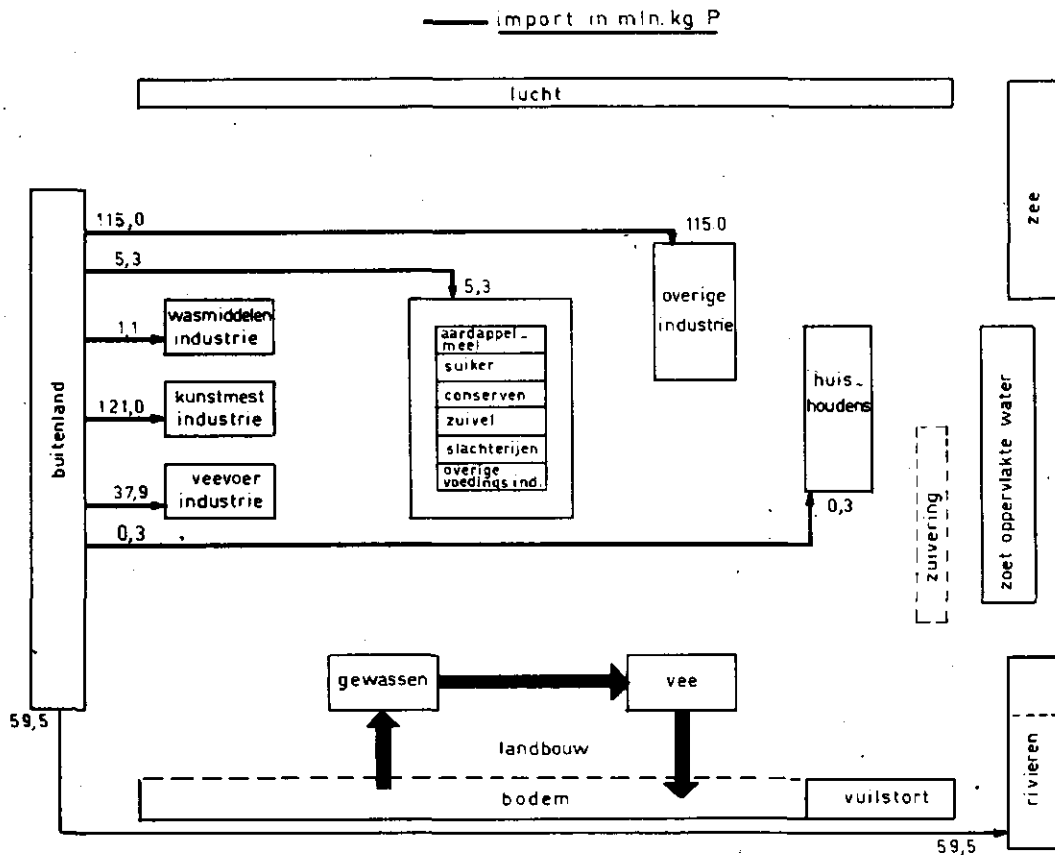 import in mln. kg P
lucht
zee
buitenland
115,0
115.0
5,3
5,3
overige
industrie
wasmiddelen
industrie
1,1
aardappel-
meel
suiker
conserven
zuivel
slachterijen
overige
voedings ind.
huis-
houdens
kunstmest
industrie
121,0
veevoer
industrie
37,9
0,3
0,3
zuivering
zoet oppervlakte water
gewassen
vee
59,5
landbouw
bodem
vuilstort
rivieren
59,5